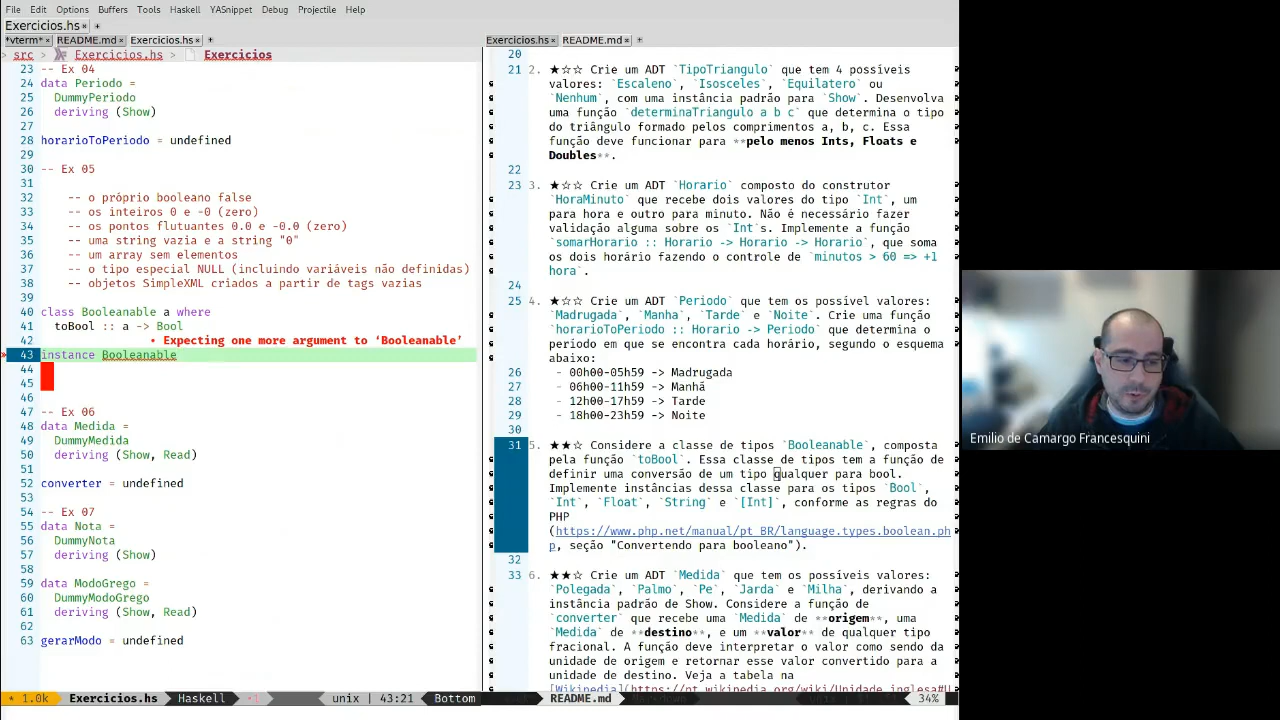 File Edit Options Buffers Tools Haskell YASnippet Debug Projectile Help
Exercicios.hs× +
*vterm*× README.md× Exercicios.hs× +
> src > Exercicios.hs > Exercicios
23 -- Ex 04
24 data Periodo =
25 DummyPeriodo
26 deriving (Show)
27
28 horarioToPeriodo = undefined
29
30 -- Ex 05
31
32 -- o próprio booleano false
33 -- os inteiros 0 e -0 (zero)
34 -- os pontos flutuantes 0.0 e -0.0 (zero)
35 -- uma string vazia e a string "0"
36 -- um array sem elementos
37 -- o tipo especial NULL (incluindo variáveis não definidas)
38 -- objetos SimpleXML criados a partir de tags vazias
39
40 class Booleanable a where
41 toBool :: a -> Bool
42 • Expecting one more argument to ‘Booleanable’
» 43 instance Booleanable
44
45
46
47 -- Ex 06
48 data Medida =
49 DummyMedida
50 deriving (Show, Read)
51
52 converter = undefined
53
54 -- Ex 07
55 data Nota =
56 DummyNota
57 deriving (Show)
58
59 data ModoGrego =
60 DummyModoGrego
61 deriving (Show, Read)
62
63 gerarModo = undefined
1.0k Exercicios.hs Haskell ·1 unix | 43:21 Bottom
Exercicios.hs× README.md× +
20
21 2. ★☆☆ Crie um ADT `TipoTriangulo` que tem 4 possíveis
valores: `Escaleno`, `Isosceles`, `Equilatero` ou
`Nenhum`, com uma instância padrão para `Show`. Desenvolva
uma função `determinaTriangulo a b c` que determina o tipo
do triângulo formado pelos comprimentos a, b, c. Essa
função deve funcionar para **pelo menos Ints, Floats e
Doubles**.
22
23 3. ★☆☆ Crie um ADT `Horario` composto do construtor
`HoraMinuto` que recebe dois valores do tipo `Int`, um
para hora e outro para minuto. Não é necessário fazer
validação alguma sobre os `Int`s. Implemente a função
`somarHorario :: Horario -> Horario -> Horario`, que soma
os dois horário fazendo o controle de `minutos > 60 => +1
hora`.
24
25 4. ★☆☆ Crie um ADT `Periodo` que tem os possível valores:
`Madrugada`, `Manha`, `Tarde` e `Noite`. Crie uma função
`horarioToPeriodo :: Horario -> Periodo` que determina o
período em que se encontra cada horário, segundo o esquema
abaixo:
26 - 00h00-05h59 -> Madrugada
27 - 06h00-11h59 -> Manhã
28 - 12h00-17h59 -> Tarde
29 - 18h00-23h59 -> Noite
30
31 5. ★★☆ Considere a classe de tipos `Booleanable`, composta
pela função `toBool`. Essa classe de tipos tem a função de
definir uma conversão de um tipo qualquer para bool.
Implemente instâncias dessa classe para os tipos `Bool`,
`Int`, `Float`, `String` e `[Int]`, conforme as regras do
PHP
(https://www.php.net/manual/pt_BR/language.types.boolean.ph
p, seção "Convertendo para booleano").
32
33 6. ★★☆ Crie um ADT `Medida` que tem os possíveis valores:
`Polegada`, `Palmo`, `Pe`, `Jarda` e `Milha`, derivando a
instância padrão de Show. Considere a função de
`converter` que recebe uma `Medida` de **origem**, uma
`Medida` de **destino**, e um **valor** de qualquer tipo
fracional. A função deve interpretar o valor como sendo da
unidade de origem e retornar esse valor convertido para a
unidade de destino. Veja a tabela na
[Wikipedia](https://pt.wikipedia.org/wiki/Unidade_inglesa#U
README.md 34%
Emilio de Camargo Francesquini